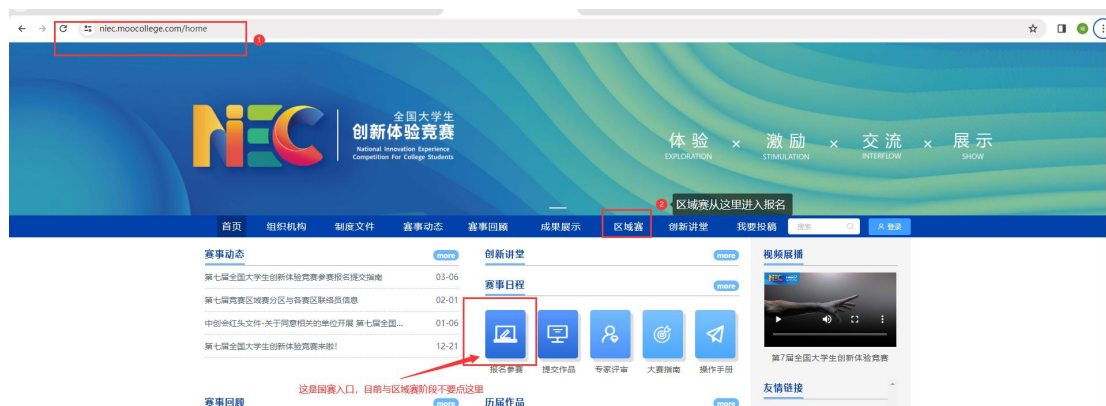 niec.moocollege.com/home
1
NIEC
全国大学生
创新体验竞赛
National Innovation Experience
Competition For College Students
体验 × 激励 × 交流 × 展示
EXPLORATION STIMULATION INTERFLOW SHOW
2 区域赛从这里进入报名
首页 组织机构 制度文件 赛事动态 赛事回顾 成果展示 区域赛 创新讲堂 我要投稿 搜索 登录
赛事动态 more
第七届全国大学生创新体验竞赛参赛报名提交指南 03-06
第七届竞赛区域赛分区与各赛区联络员信息 02-01
中创会红头文件-关于同意相关的单位开展 第七届全国... 01-06
第七届全国大学生创新体验竞赛来啦！ 12-21
创新讲堂 more
赛事日程 more
报名参赛 提交作品 专家评审 大赛指南 操作手册
视频展播
第7届全国大学生创新体验竞赛
这是国赛入口，目前与区域赛阶段不要点这里
赛事回顾 more
历届作品 more
友情链接